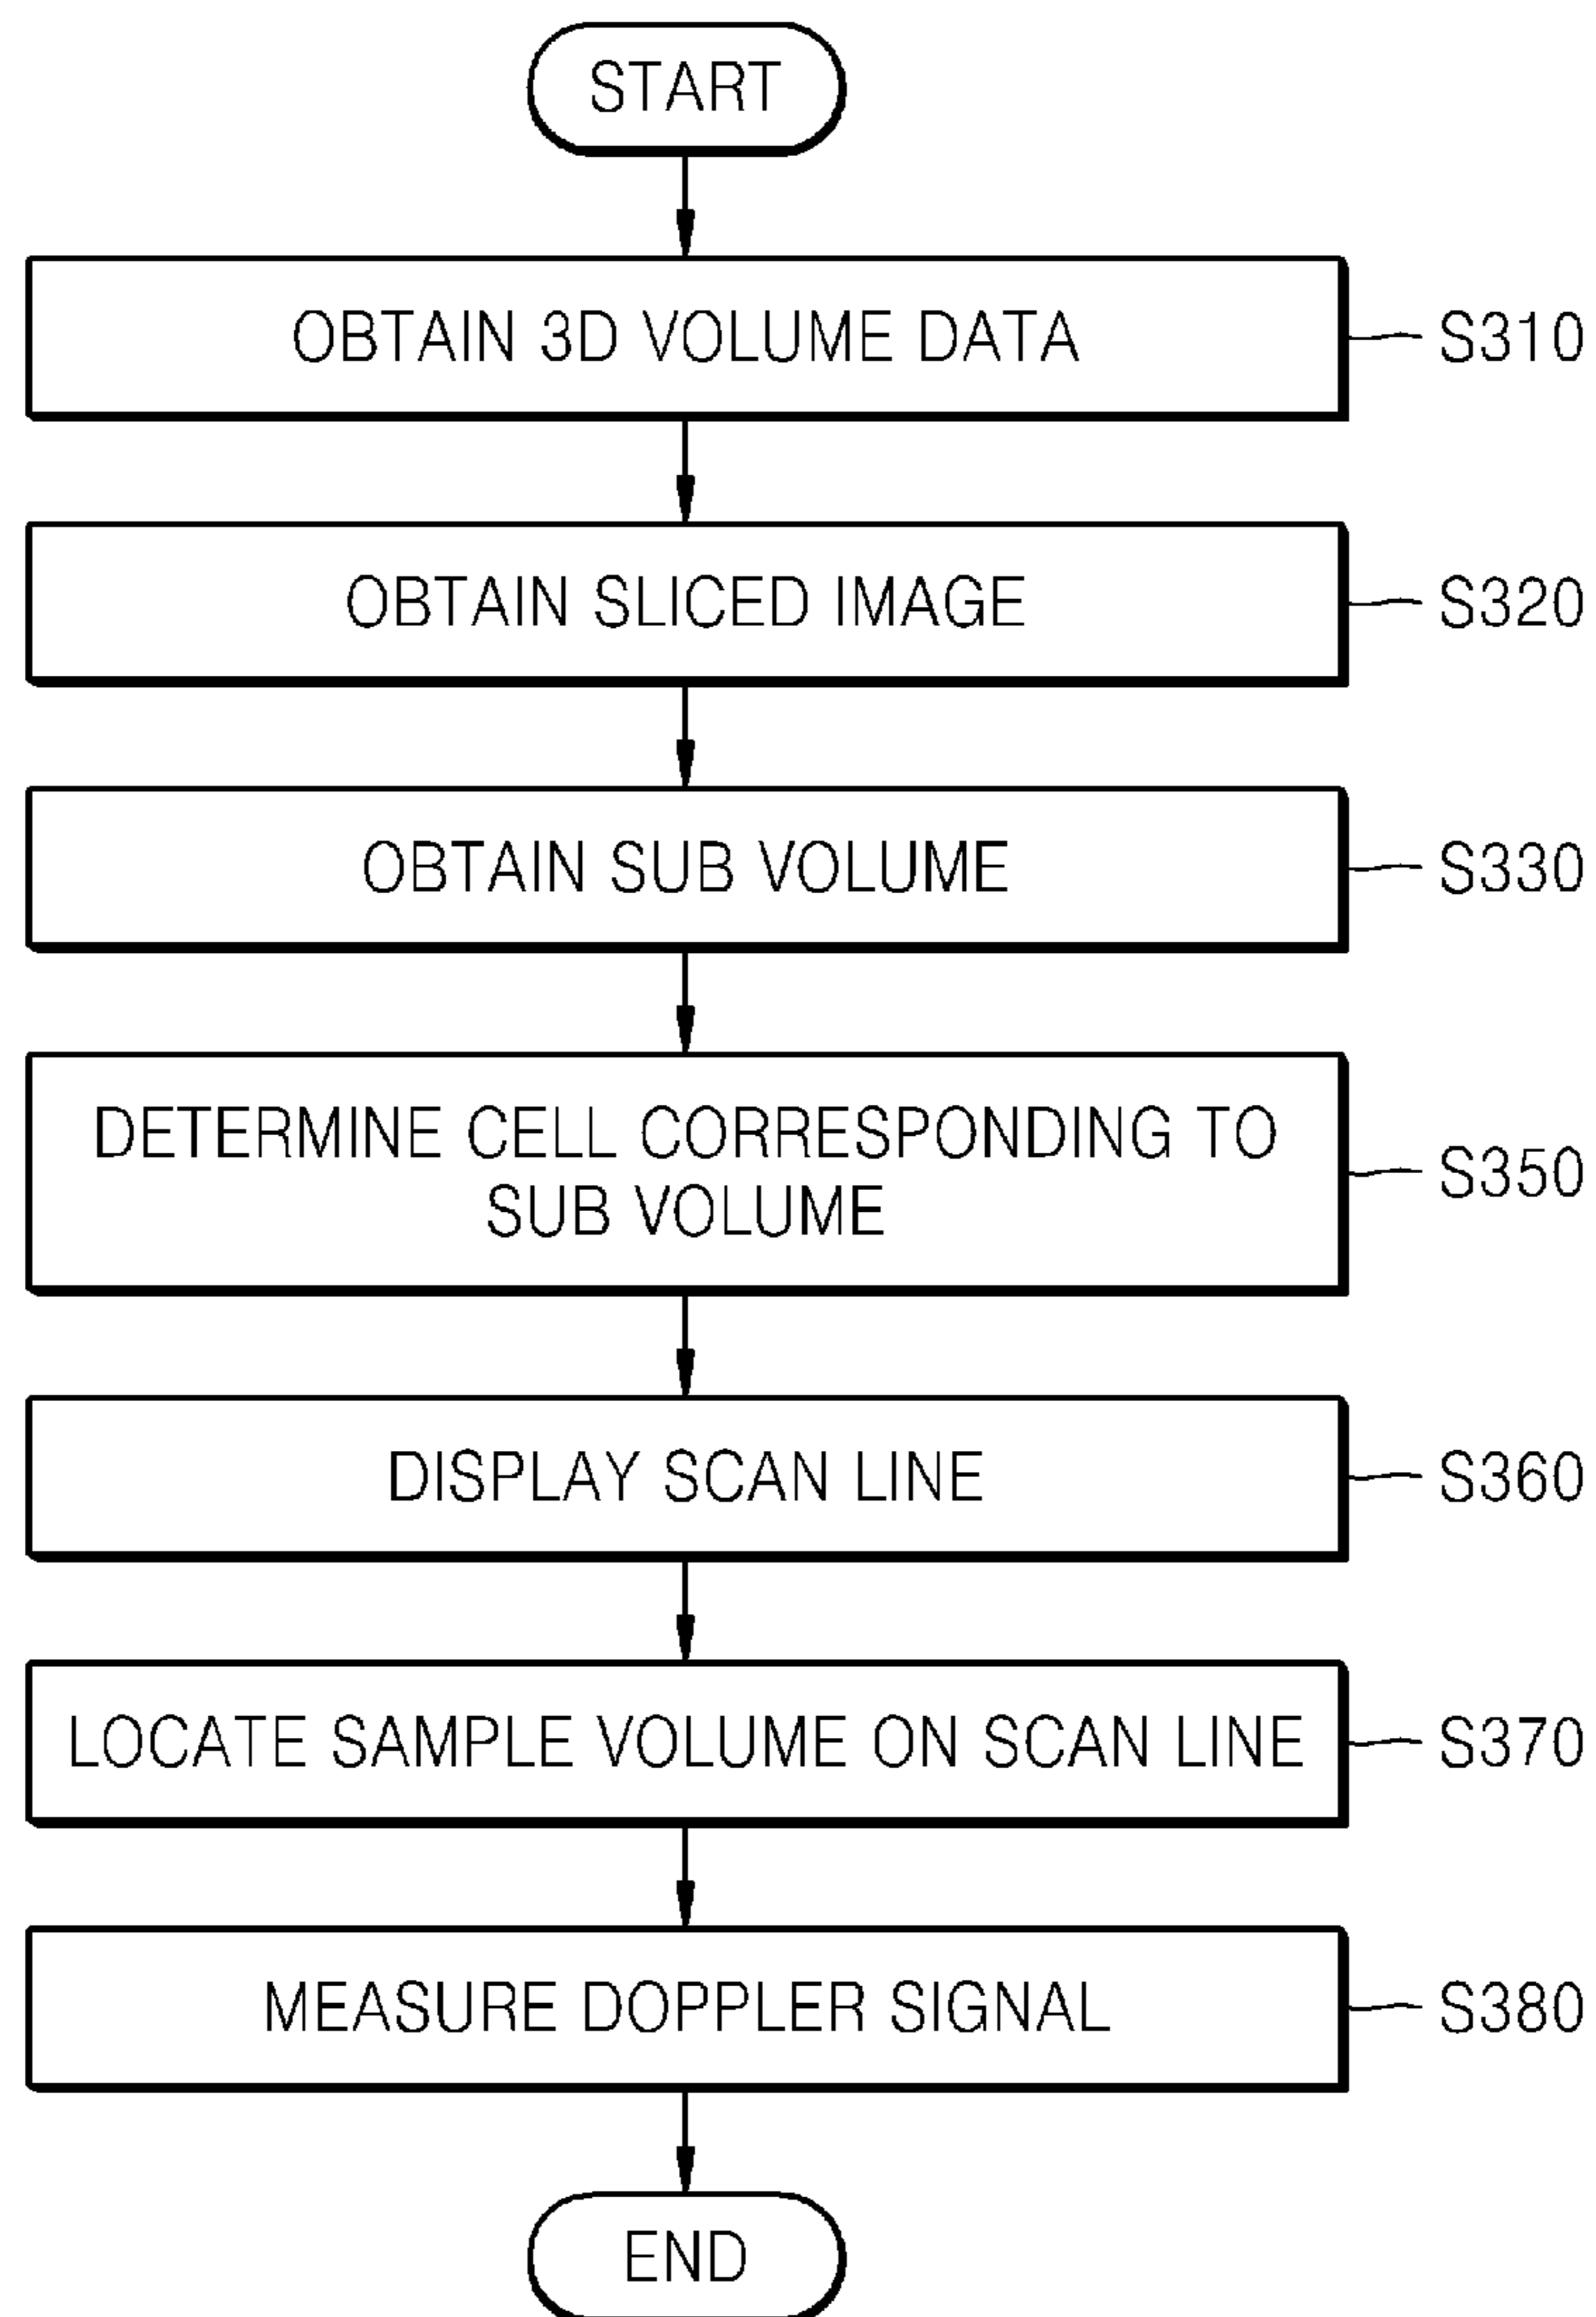 START
OBTAIN 3D VOLUME DATA
S310
OBTAIN SLICED IMAGE
S320
OBTAIN SUB VOLUME
S330
DETERMINE CELL CORRESPONDING TO
SUB VOLUME
S350
DISPLAY SCAN LINE
S360
LOCATE SAMPLE VOLUME ON SCAN LINE
S370
MEASURE DOPPLER SIGNAL
S380
END